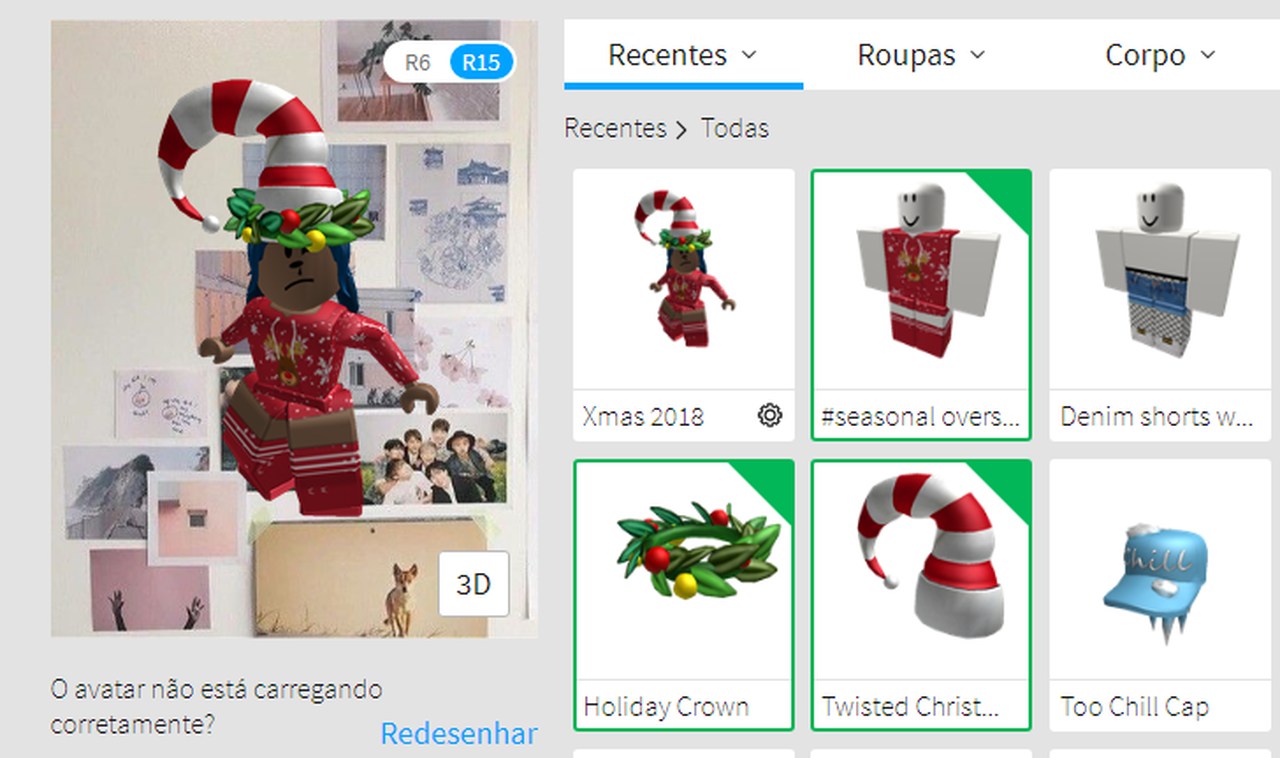 R6
R15
Recentes
Roupas
Corpo
Recentes > Todas
Xmas 2018
#seasonal overs...
Denim shorts w...
Chill
Holiday Crown
Twisted Christ...
Too Chill Cap
3D
O avatar não está carregando
corretamente?
Redesenhar